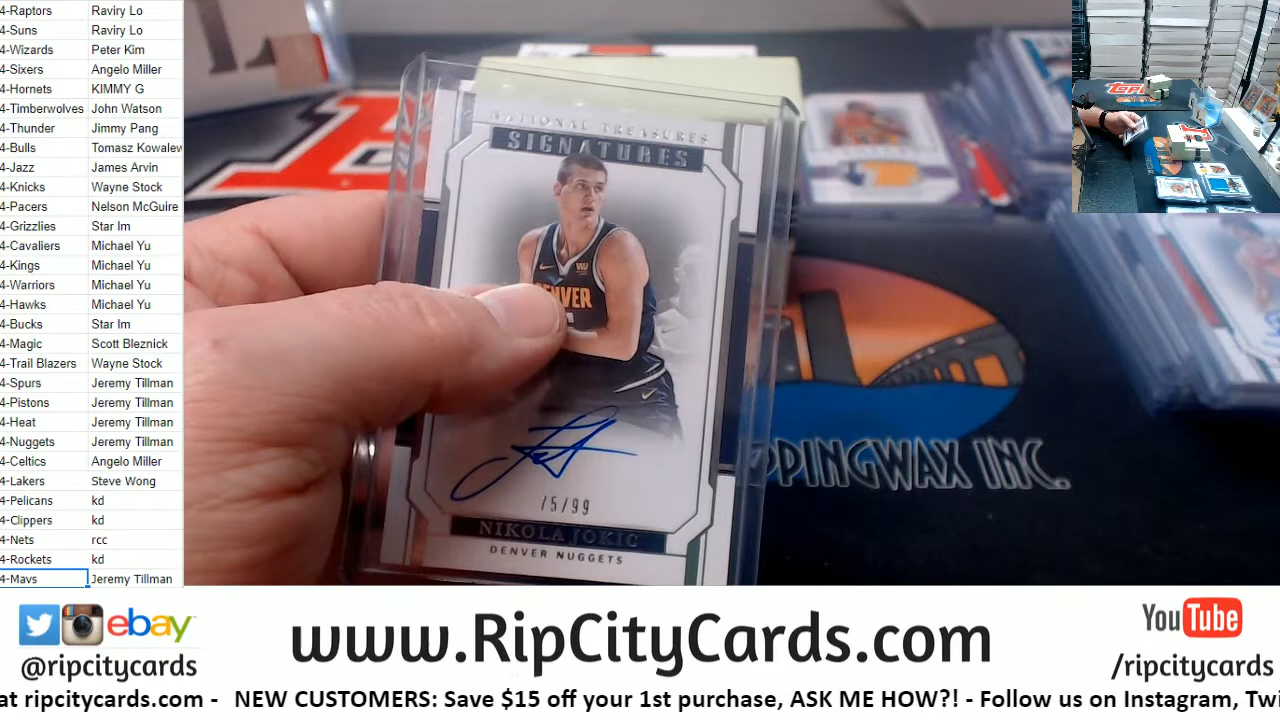 4-Raptors Raviry Lo
4-Suns Raviry Lo
4-Wizards Peter Kim
4-Sixers Angelo Miller
4-Hornets KIMMY G
4-Timberwolves John Watson
4-Thunder Jimmy Pang
4-Bulls Tomasz Kowalew
4-Jazz James Arvin
4-Knicks Wayne Stock
4-Pacers Nelson McGuire
4-Grizzlies Star Im
4-Cavaliers Michael Yu
4-Kings Michael Yu
4-Warriors Michael Yu
4-Hawks Michael Yu
4-Bucks Star Im
4-Magic Scott Bleznick
4-Trail Blazers Wayne Stock
4-Spurs Jeremy Tillman
4-Pistons Jeremy Tillman
4-Heat Jeremy Tillman
4-Nuggets Jeremy Tillman
4-Celtics Angelo Miller
4-Lakers Steve Wong
4-Pelicans kd
4-Clippers kd
4-Nets rcc
4-Rockets kd
4-Mavs Jeremy Tillman
NATIONAL TREASURES
SIGNATURES
75/99
NIKOLA JOKIC
DENVER NUGGETS
PPINGWAX INC.
ebay
@ripcitycards
www.RipCityCards.com
YouTube
/ripcitycards
at ripcitycards.com - NEW CUSTOMERS: Save $15 off your 1st purchase, ASK ME HOW?! - Follow us on Instagram, Twi